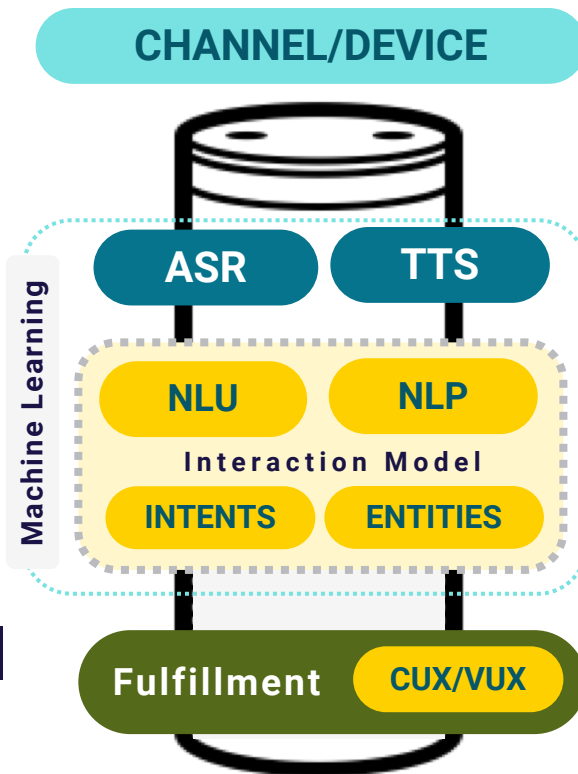 CHANNEL/DEVICE
ASR TTS
Machine Learning
NLU NLP
Interaction Model
INTENTS ENTITIES
Fulfillment CUX/VUX